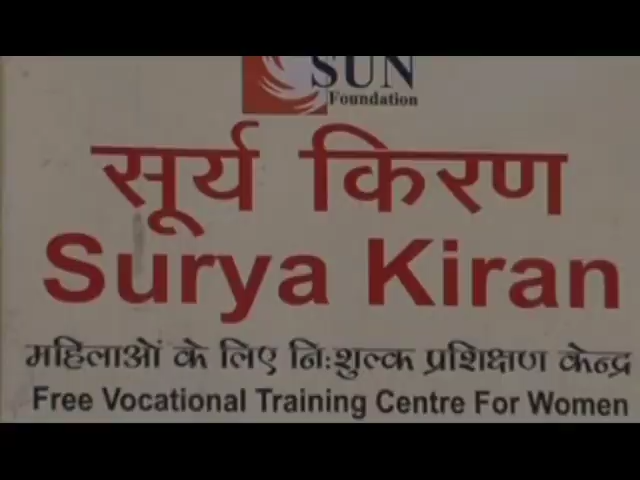 SUN
Foundation
सूर्य किरण
Surya Kiran
महिलाओं के लिए नि:शुल्क प्रशिक्षण केन्द्र
Free Vocational Training Centre For Women